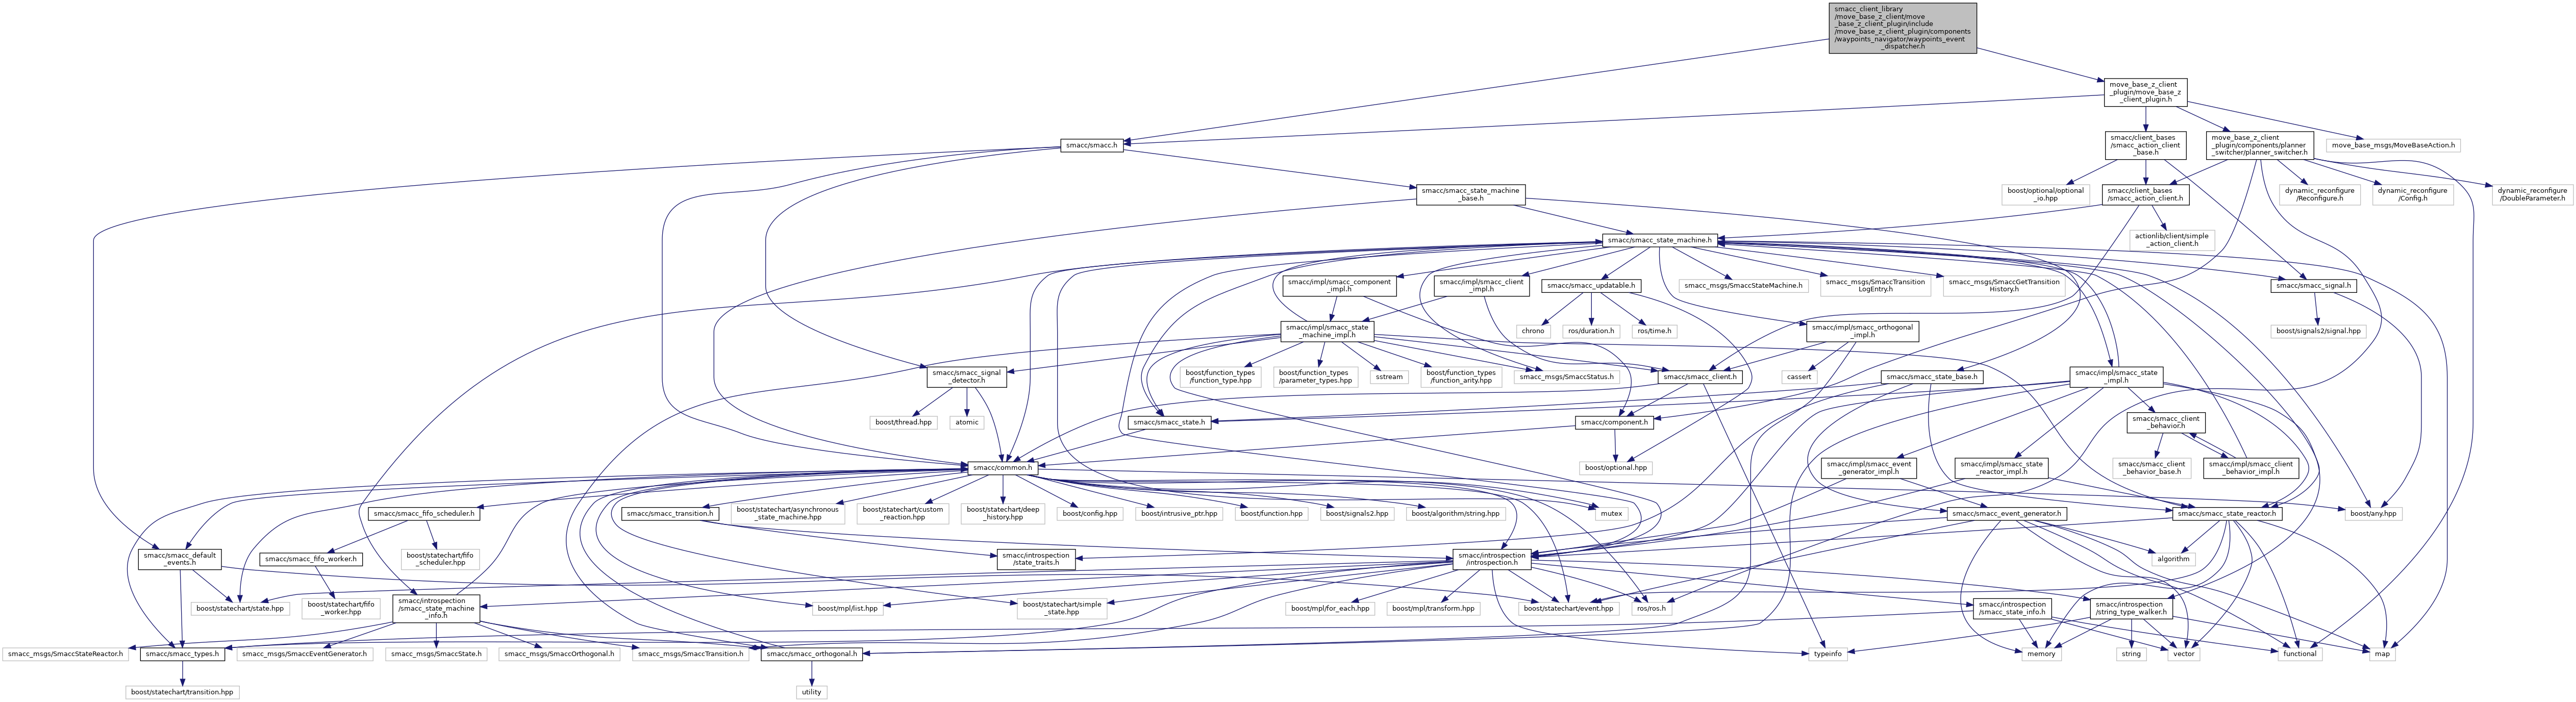 smacc_client_library
/move_base_z_client/move
_base_z_client_plugin/include
/move_base_z_client_plugin/components
/waypoints_navigator/waypoints_event
_dispatcher.h
move_base_z_client
_plugin/move_base_z
_client_plugin.h
smacc/smacc.h
smacc/client_bases
/smacc_action_client
_base.h
move_base_z_client
_plugin/components/planner
_switcher/planner_switcher.h
move_base_msgs/MoveBaseAction.h
smacc/smacc_state_machine
_base.h
boost/optional/optional
_io.hpp
smacc/client_bases
/smacc_action_client.h
dynamic_reconfigure
/Reconfigure.h
dynamic_reconfigure
/Config.h
dynamic_reconfigure
/DoubleParameter.h
smacc/smacc_state_machine.h
actionlib/client/simple
_action_client.h
smacc/impl/smacc_component
_impl.h
smacc/impl/smacc_client
_impl.h
smacc/smacc_updatable.h
smacc_msgs/SmaccStateMachine.h
smacc_msgs/SmaccTransition
LogEntry.h
smacc_msgs/SmaccGetTransition
History.h
smacc/smacc_signal.h
smacc/impl/smacc_state
_machine_impl.h
chrono
ros/duration.h
ros/time.h
smacc/impl/smacc_orthogonal
_impl.h
boost/signals2/signal.hpp
smacc/smacc_signal
_detector.h
boost/function_types
/function_type.hpp
boost/function_types
/parameter_types.hpp
sstream
boost/function_types
/function_arity.hpp
smacc_msgs/SmaccStatus.h
smacc/smacc_client.h
cassert
smacc/smacc_state_base.h
smacc/impl/smacc_state
_impl.h
boost/thread.hpp
atomic
smacc/smacc_state.h
smacc/component.h
smacc/smacc_client
_behavior.h
smacc/common.h
boost/optional.hpp
smacc/impl/smacc_event
_generator_impl.h
smacc/impl/smacc_state
_reactor_impl.h
smacc/smacc_client
_behavior_base.h
smacc/impl/smacc_client
_behavior_impl.h
smacc/smacc_fifo_scheduler.h
smacc/smacc_transition.h
boost/statechart/asynchronous
_state_machine.hpp
boost/statechart/custom
_reaction.hpp
boost/statechart/deep
_history.hpp
boost/config.hpp
boost/intrusive_ptr.hpp
boost/function.hpp
boost/signals2.hpp
boost/algorithm/string.hpp
mutex
smacc/smacc_event_generator.h
smacc/smacc_state_reactor.h
boost/any.hpp
smacc/smacc_default
_events.h
smacc/smacc_fifo_worker.h
boost/statechart/fifo
_scheduler.hpp
smacc/introspection
/state_traits.h
smacc/introspection
/introspection.h
algorithm
boost/statechart/state.hpp
boost/statechart/fifo
_worker.hpp
smacc/introspection
/smacc_state_machine
_info.h
boost/mpl/list.hpp
boost/statechart/simple
_state.hpp
boost/mpl/for_each.hpp
boost/mpl/transform.hpp
boost/statechart/event.hpp
ros/ros.h
smacc/introspection
/smacc_state_info.h
smacc/introspection
/string_type_walker.h
smacc_msgs/SmaccStateReactor.h
smacc/smacc_types.h
smacc_msgs/SmaccEventGenerator.h
smacc_msgs/SmaccState.h
smacc_msgs/SmaccOrthogonal.h
smacc_msgs/SmaccTransition.h
smacc/smacc_orthogonal.h
typeinfo
memory
string
vector
functional
map
boost/statechart/transition.hpp
utility